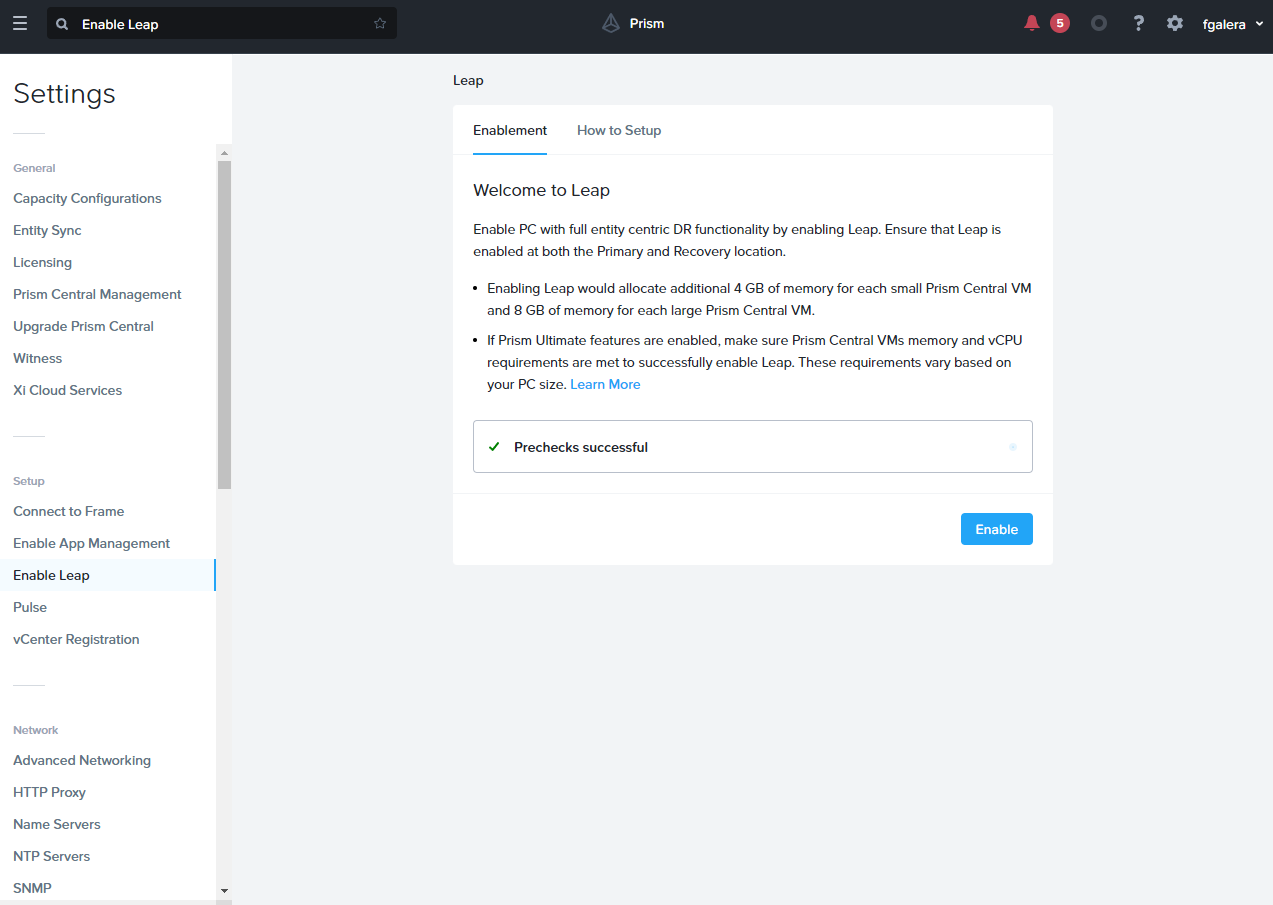 Enable Leap
Prism
5
?
fgalera
Settings
General
Capacity Configurations
Entity Sync
Licensing
Prism Central Management
Upgrade Prism Central
Witness
Xi Cloud Services
Setup
Connect to Frame
Enable App Management
Enable Leap
Pulse
vCenter Registration
Network
Advanced Networking
HTTP Proxy
Name Servers
NTP Servers
SNMP
Leap
Enablement How to Setup
Welcome to Leap
Enable PC with full entity centric DR functionality by enabling Leap. Ensure that Leap is
enabled at both the Primary and Recovery location.
• Enabling Leap would allocate additional 4 GB of memory for each small Prism Central VM
and 8 GB of memory for each large Prism Central VM.
• If Prism Ultimate features are enabled, make sure Prism Central VMs memory and vCPU
requirements are met to successfully enable Leap. These requirements vary based on
your PC size. Learn More
Prechecks successful
Enable